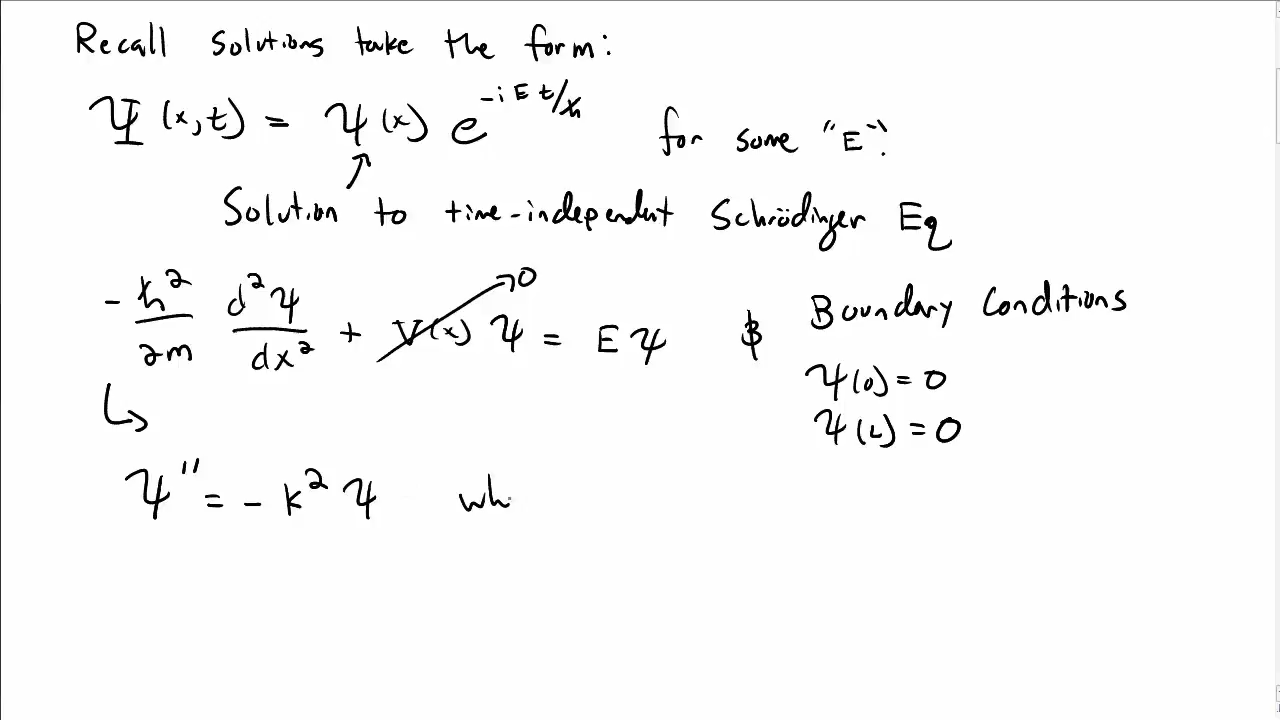 Recall solutions take the form:
Ψ(x,t) = ψ(x) e^{-iEt/ħ} for some "E".
Solution to time-independent Schrödinger Eq
-ħ²/2m d²ψ/dx² + V(x) ψ = E ψ & Boundary Conditions
0
ψ(0) = 0
ψ(L) = 0
ψ'' = - k² ψ wh